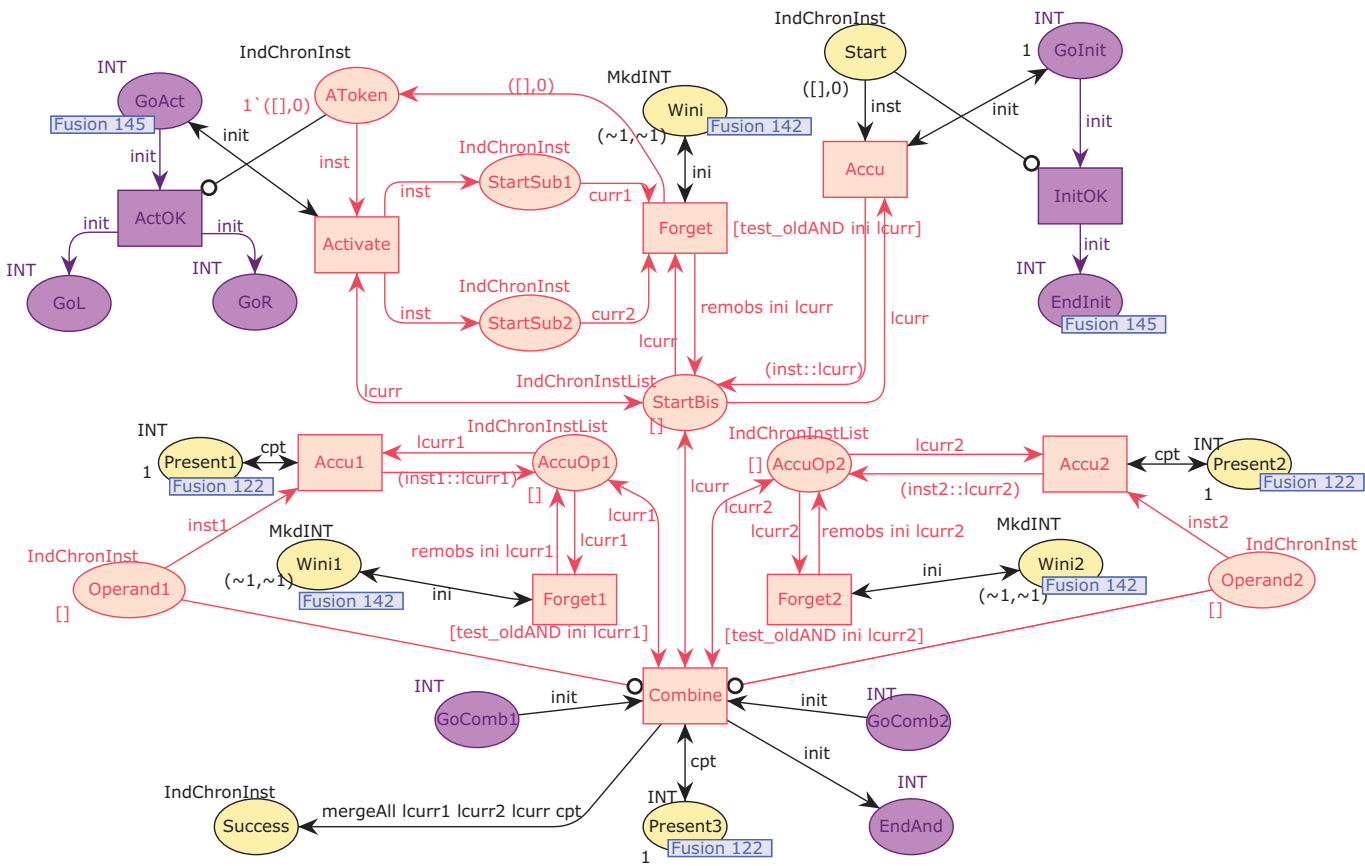 IndChronInst
INT
IndChronInst
INT
MkdINT
1
GoInit
Start
GoAct
AToken
([],0)
([],0)
Wini
1`([],0)
Fusion 145
(~1,~1)
Fusion 142
inst
init
init
init
init
inst
ini
IndChronInst
StartSub1
inst
curr1
Accu
InitOK
ActOK
init
init
Activate
Forget
[test_oldAND ini lcurr]
init
INT
INT
IndChronInst
INT
GoL
GoR
StartSub2
inst
curr2
remobs ini lcurr
lcurr
EndInit
Fusion 145
lcurr
(inst::lcurr)
lcurr
IndChronInstList
StartBis
[]
INT
IndChronInstList
IndChronInstList
INT
cpt
lcurr1
lcurr2
cpt
Present1
1
Fusion 122
Accu1
AccuOp1
(inst1::lcurr1)
[]
lcurr
[]
AccuOp2
(inst2::lcurr2)
Accu2
Present2
Fusion 122
1
lcurr1
lcurr2
inst1
inst2
MkdINT
MkdINT
remobs ini lcurr1
lcurr1
lcurr2
remobs ini lcurr2
IndChronInst
Wini1
Wini2
IndChronInst
(~1,~1)
Fusion 142
ini
ini
(~1,~1)
Fusion 142
Operand1
[]
Forget1
Forget2
Operand2
[]
[test_oldAND ini lcurr1]
[test_oldAND ini lcurr2]
INT
INT
init
Combine
init
GoComb1
GoComb2
cpt
init
IndChronInst
INT
INT
mergeAll lcurr1 lcurr2 lcurr cpt
Success
Present3
EndAnd
1
Fusion 122